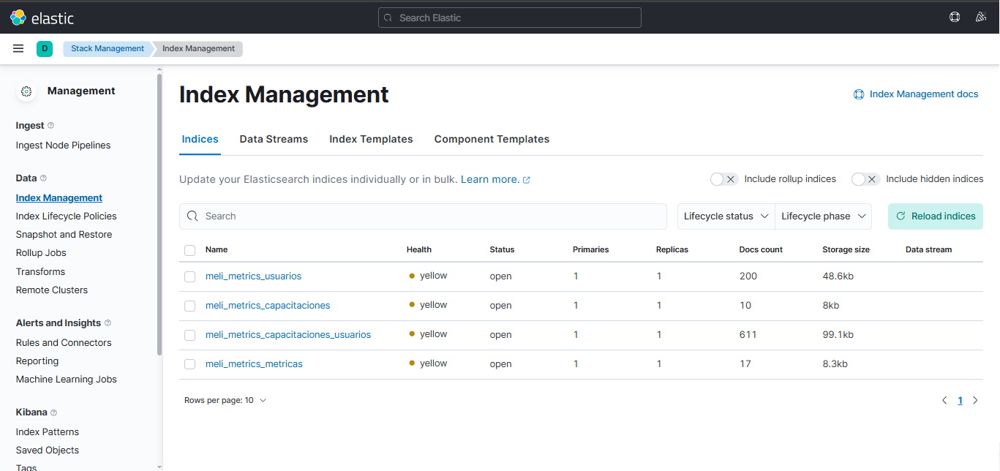 elastic
Search Elastic
D
Stack Management
Index Management
Management
Ingest
Ingest Node Pipelines
Data
Index Management
Index Lifecycle Policies
Snapshot and Restore
Rollup Jobs
Transforms
Remote Clusters
Alerts and Insights
Rules and Connectors
Reporting
Machine Learning Jobs
Kibana
Index Patterns
Saved Objects
Tags
Index Management
Index Management docs
Indices Data Streams Index Templates Component Templates
Update your Elasticsearch indices individually or in bulk. Learn more.
Include rollup indices
Include hidden indices
Search
Lifecycle status
Lifecycle phase
Reload indices
Name Health Status Primaries Replicas Docs count Storage size Data stream
meli_metrics_usuarios yellow open 1 1 200 48.6kb
meli_metrics_capacitaciones yellow open 1 1 10 8kb
meli_metrics_capacitaciones_usuarios yellow open 1 1 611 99.1kb
meli_metrics_metricas yellow open 1 1 17 8.3kb
Rows per page: 10
1